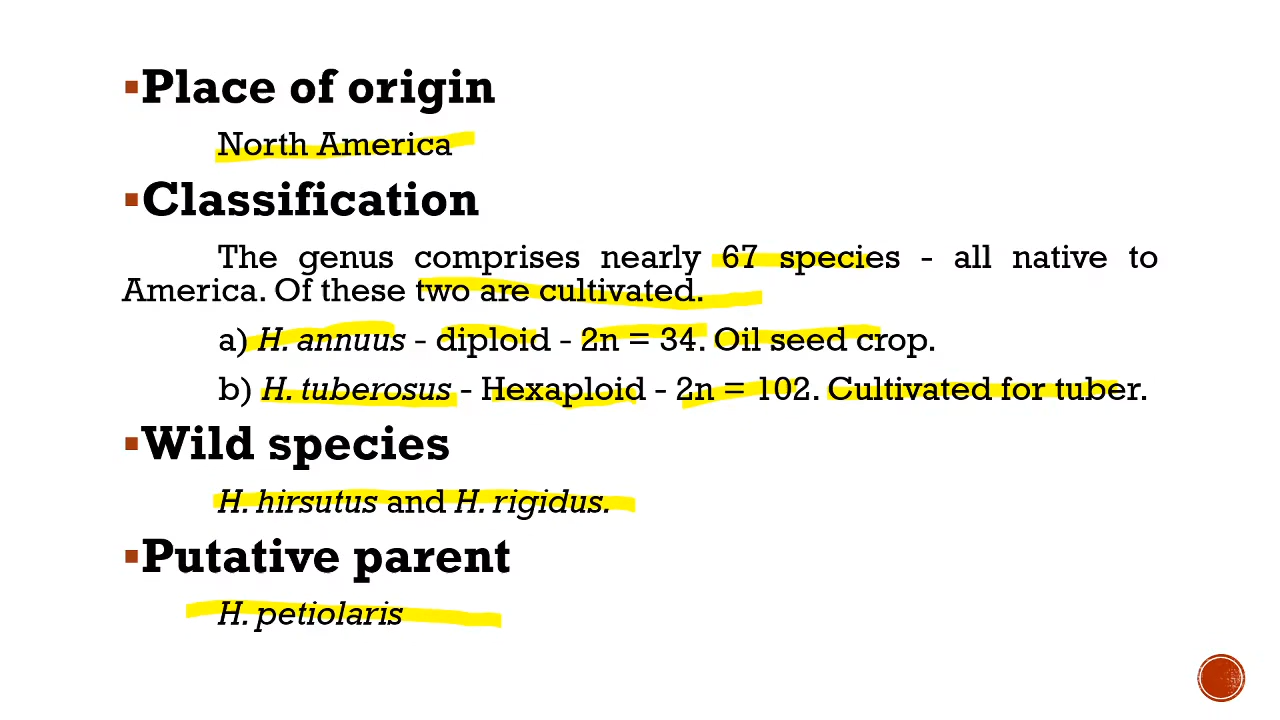 ▪Place of origin
North America
▪Classification
The genus comprises nearly 67 species - all native to
America. Of these two are cultivated.
a) H. annuus - diploid - 2n = 34. Oil seed crop.
b) H. tuberosus - Hexaploid - 2n = 102. Cultivated for tuber.
▪Wild species
H. hirsutus and H. rigidus.
▪Putative parent
H. petiolaris